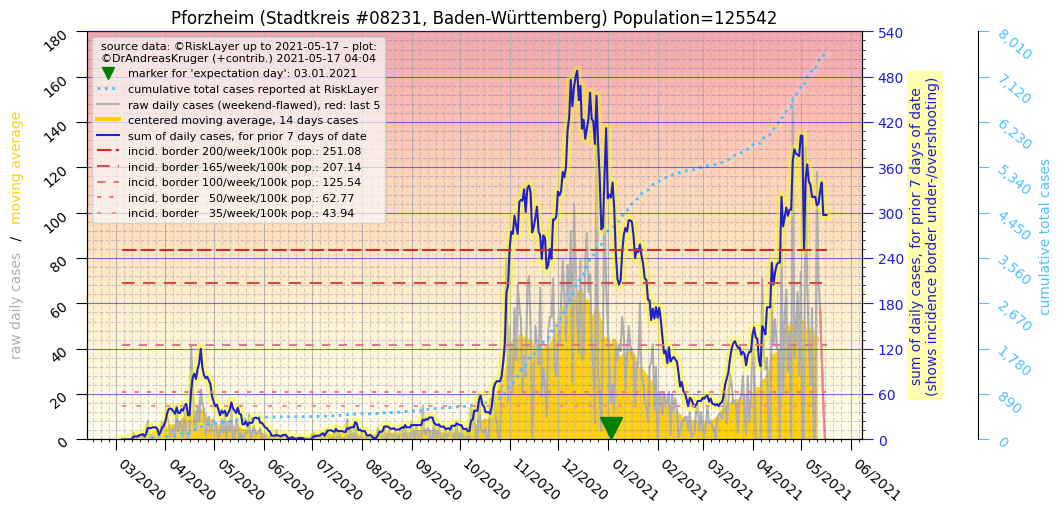 Pforzheim (Stadtkreis #08231, Baden-Württemberg) Population=125542
source data: ©RiskLayer up to 2021-05-17 – plot:
©DrAndreasKruger (+contrib.) 2021-05-17 04:04
marker for 'expectation day': 03.01.2021
cumulative total cases reported at RiskLayer
raw daily cases (weekend-flawed), red: last 5
centered moving average, 14 days cases
sum of daily cases, for prior 7 days of date
incid. border 200/week/100k pop.: 251.08
incid. border 165/week/100k pop.: 207.14
incid. border 100/week/100k pop.: 125.54
incid. border 50/week/100k pop.: 62.77
incid. border 35/week/100k pop.: 43.94
raw daily cases / moving average
180
160
140
120
100
80
60
40
20
0
03/2020
04/2020
05/2020
06/2020
07/2020
08/2020
09/2020
10/2020
11/2020
12/2020
01/2021
02/2021
03/2021
04/2021
05/2021
06/2021
540
480
420
360
300
240
180
120
60
0
sum of daily cases, for prior 7 days of date
(shows incidence border under-/overshooting)
8,010
7,120
6,230
5,340
4,450
3,560
2,670
1,780
890
0
cumulative total cases